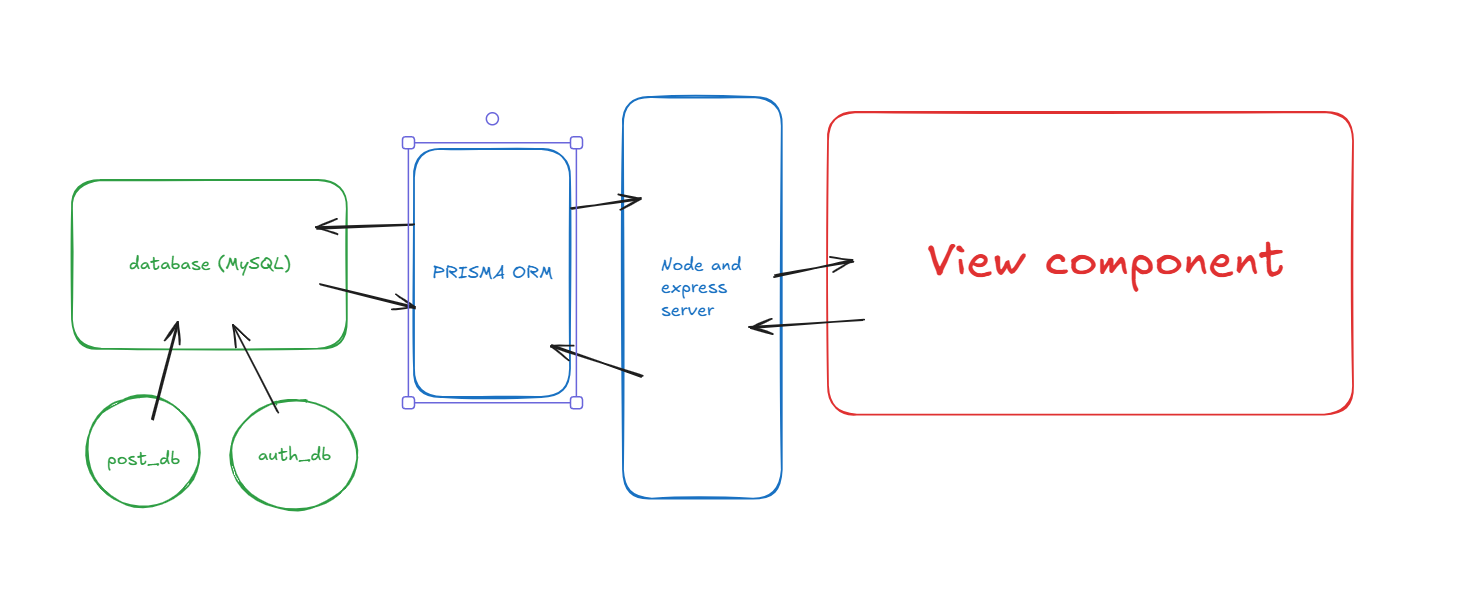 database (MySQL)
PRISMA ORM
Node and
express
server
View component
post_db
auth_db